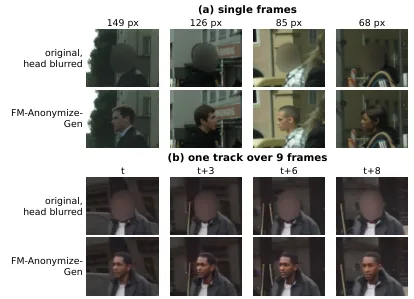 (a) single frames
149 px 126 px 85 px 68 px
original,
head blurred
FM-Anonymize-
Gen
(b) one track over 9 frames
t t+3 t+6 t+8
original,
head blurred
FM-Anonymize-
Gen